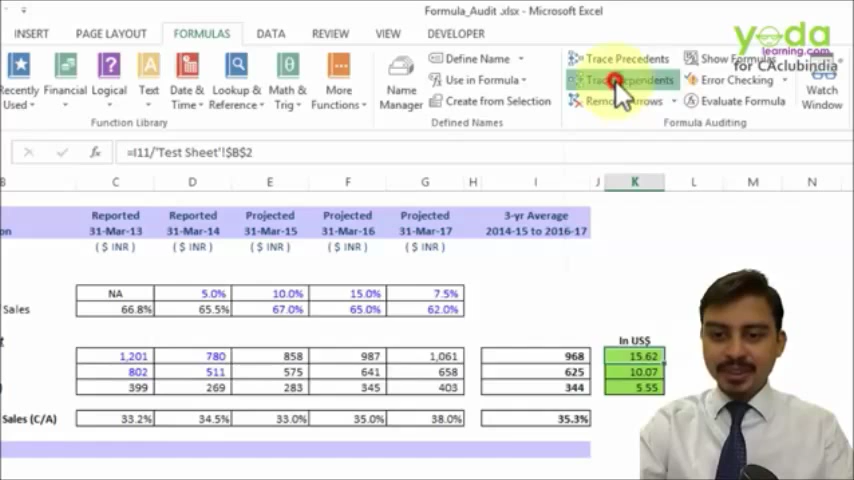 Formula_Audit .xlsx - Microsoft Excel
INSERT PAGE LAYOUT FORMULAS DATA REVIEW VIEW DEVELOPER
yoda
learning.com
for CAclubindia
Recently Used Financial Logical Text Date & Time Lookup & Reference Math & Trig More Functions
Function Library
Name Manager
Define Name
Use in Formula
Create from Selection
Defined Names
Trace Precedents
Show Formulas
Error Checking
Evaluate Formula
Formula Auditing
Watch Window
fx =I11/'Test Sheet'!$B$2
B C D E F G H I J K L M N
Reported Reported Projected Projected Projected 3-yr Average
on 31-Mar-13 31-Mar-14 31-Mar-15 31-Mar-16 31-Mar-17 2014-15 to 2016-17
( $ INR ) ( $ INR ) ( $ INR ) ( $ INR ) ( $ INR )
NA 5.0% 10.0% 15.0% 7.5%
Sales 66.8% 65.5% 67.0% 65.0% 62.0%
In US$
1,201 780 858 987 1,061 968 15.62
802 511 575 641 658 625 10.07
399 269 283 345 403 344 5.55
Sales (C/A) 33.2% 34.5% 33.0% 35.0% 38.0% 35.3%